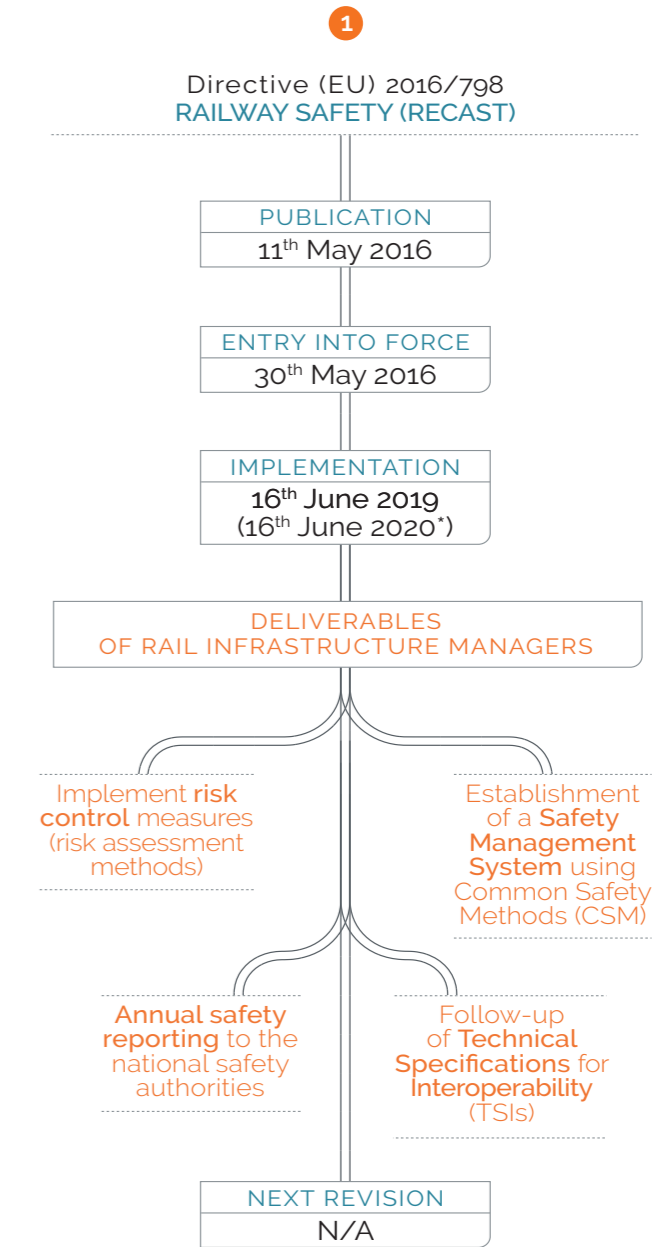 1
Directive (EU) 2016/798
RAILWAY SAFETY (RECAST)
PUBLICATION
11th May 2016
ENTRY INTO FORCE
30th May 2016
IMPLEMENTATION
16th June 2019
(16th June 2020*)
DELIVERABLES
OF RAIL INFRASTRUCTURE MANAGERS
Implement risk
control measures
(risk assessment
methods)
Establishment
of a Safety
Management
System using
Common Safety
Methods (CSM)
Annual safety
reporting to the
national safety
authorities
Follow-up
of Technical
Specifications for
Interoperability
(TSIs)
NEXT REVISION
N/A